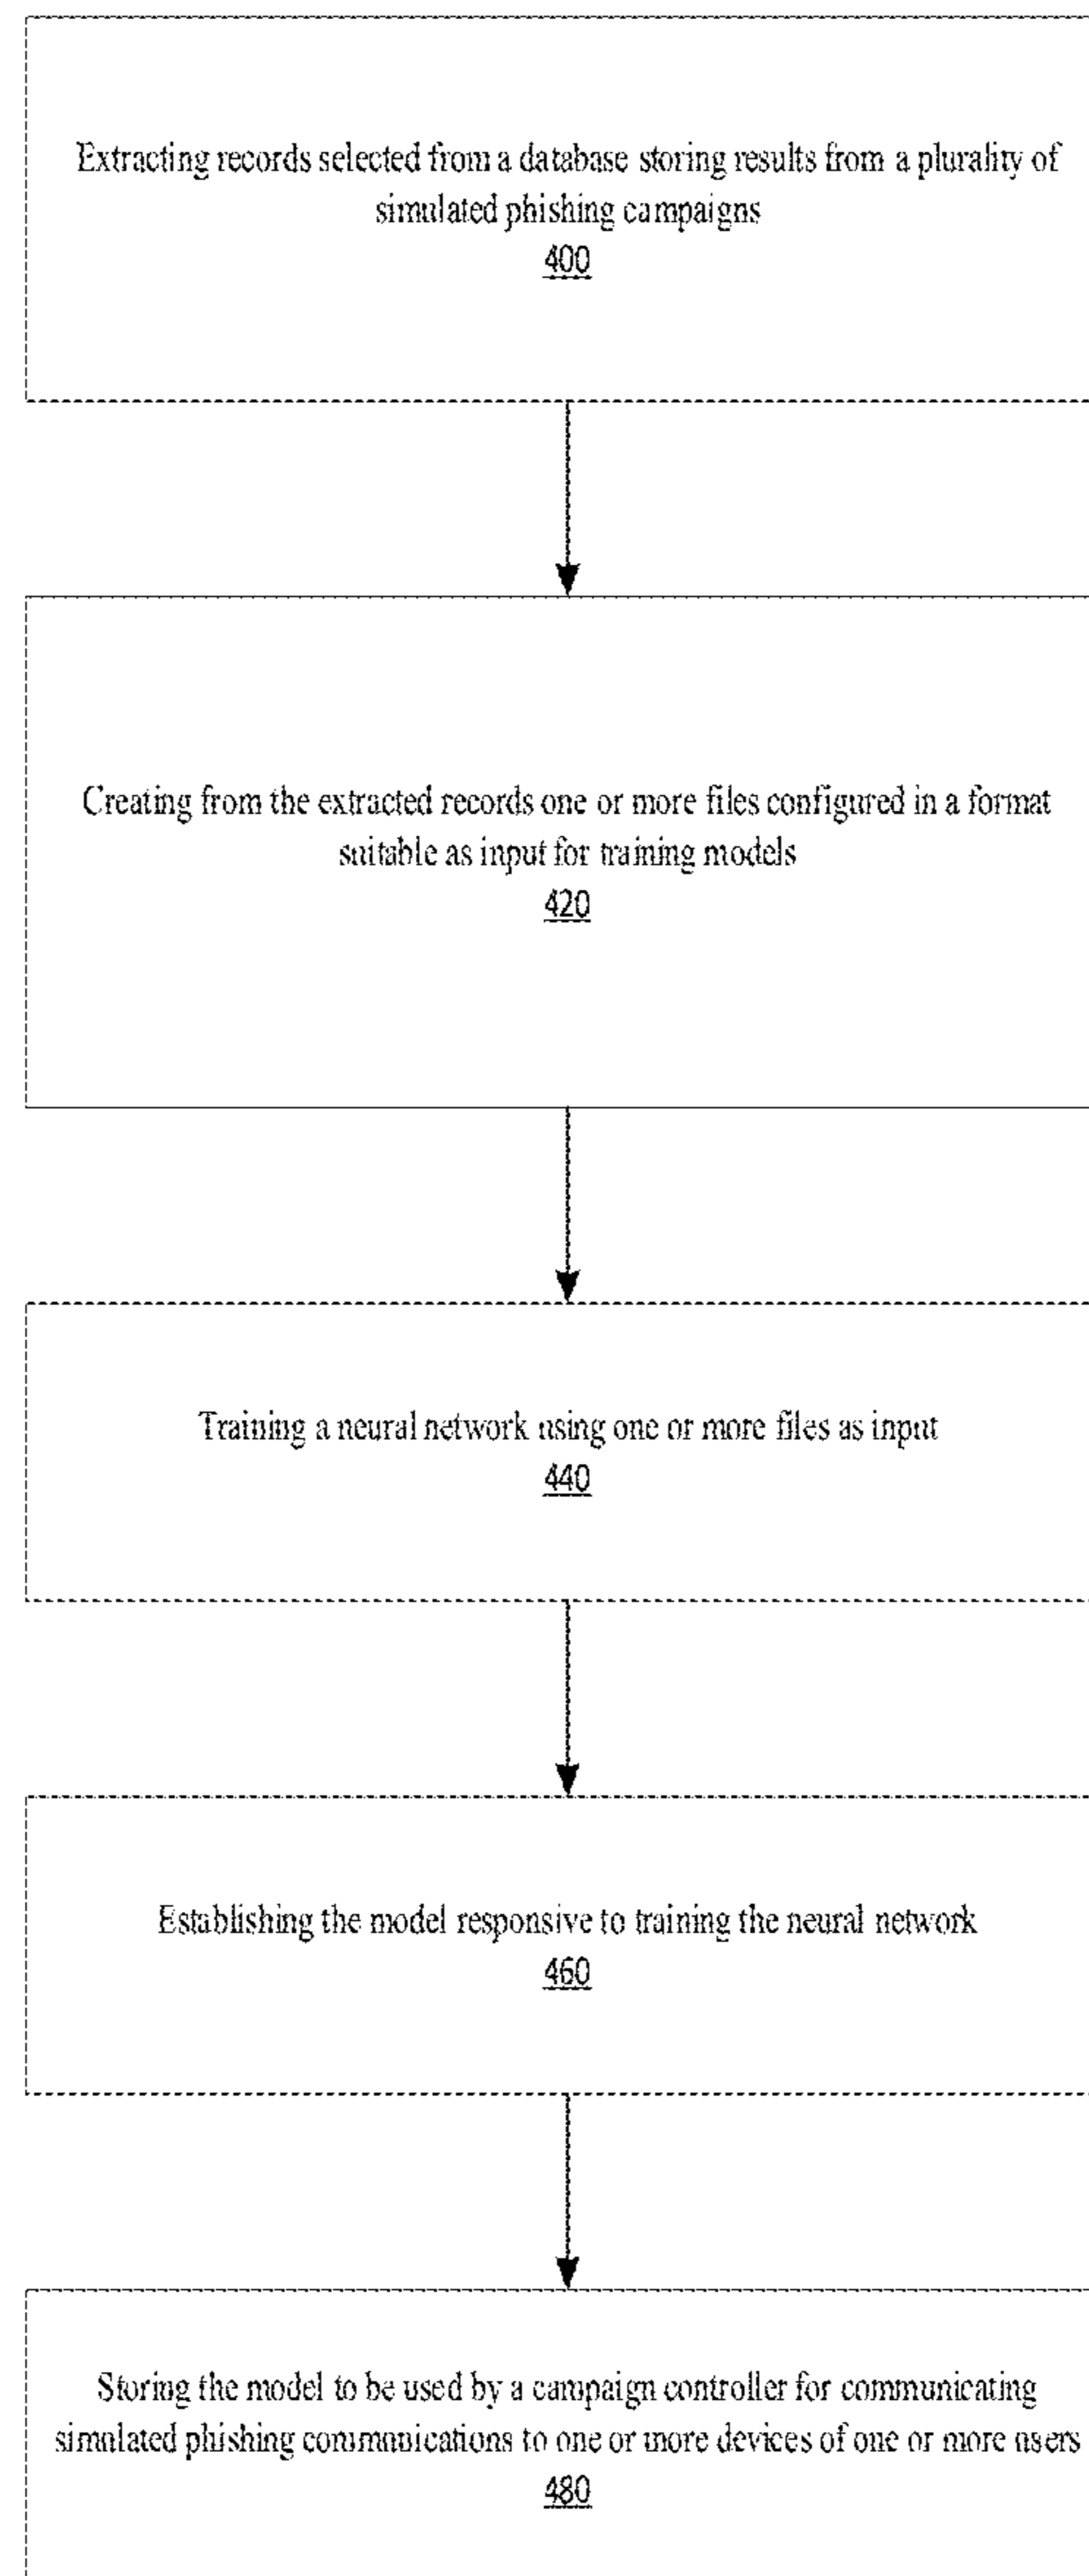 Extracting records selected from a database storing results from a plurality of
simulated phishing campaigns
400
Creating from the extracted records one or more files configured in a format
suitable as input for training models
420
Training a neural network using one or more files as input
440
Establishing the model responsive to training the neural network
460
Storing the model to be used by a campaign controller for communicating
simulated phishing communications to one or more devices of one or more users
480